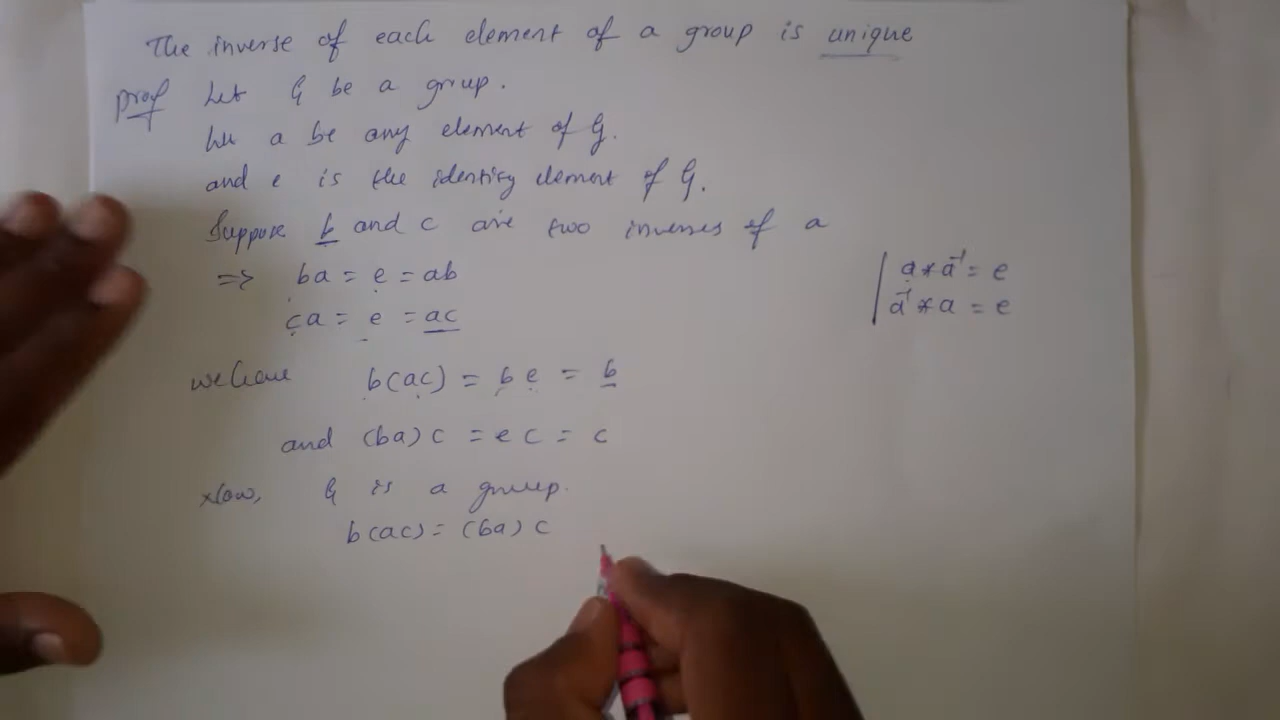 The inverse of each element of a group is unique
proof Let G be a group.
Let a be any element of G.
and e is the identity element of G.
Suppose b and c are two inverses of a
=> ba = e = ab
ca = e = ac
a * a⁻¹ = e
a⁻¹ * a = e
we have b(ac) = be = b
and (ba)c = ec = c
Now, G is a group.
b(ac) = (ba)c